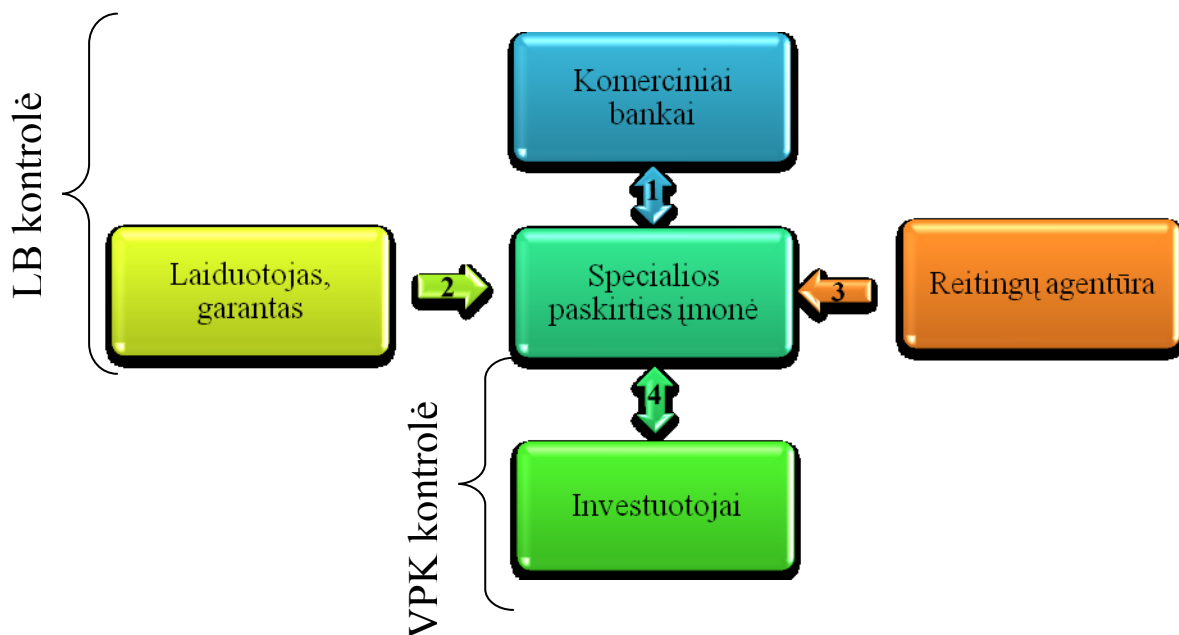 LB kontrolė
Komerciniai
bankai
1
Laiduotojas,
garantas
2
Specialios
paskirties įmonė
3
Reitingų agentūra
VPK kontrolė
4
Investuotojai